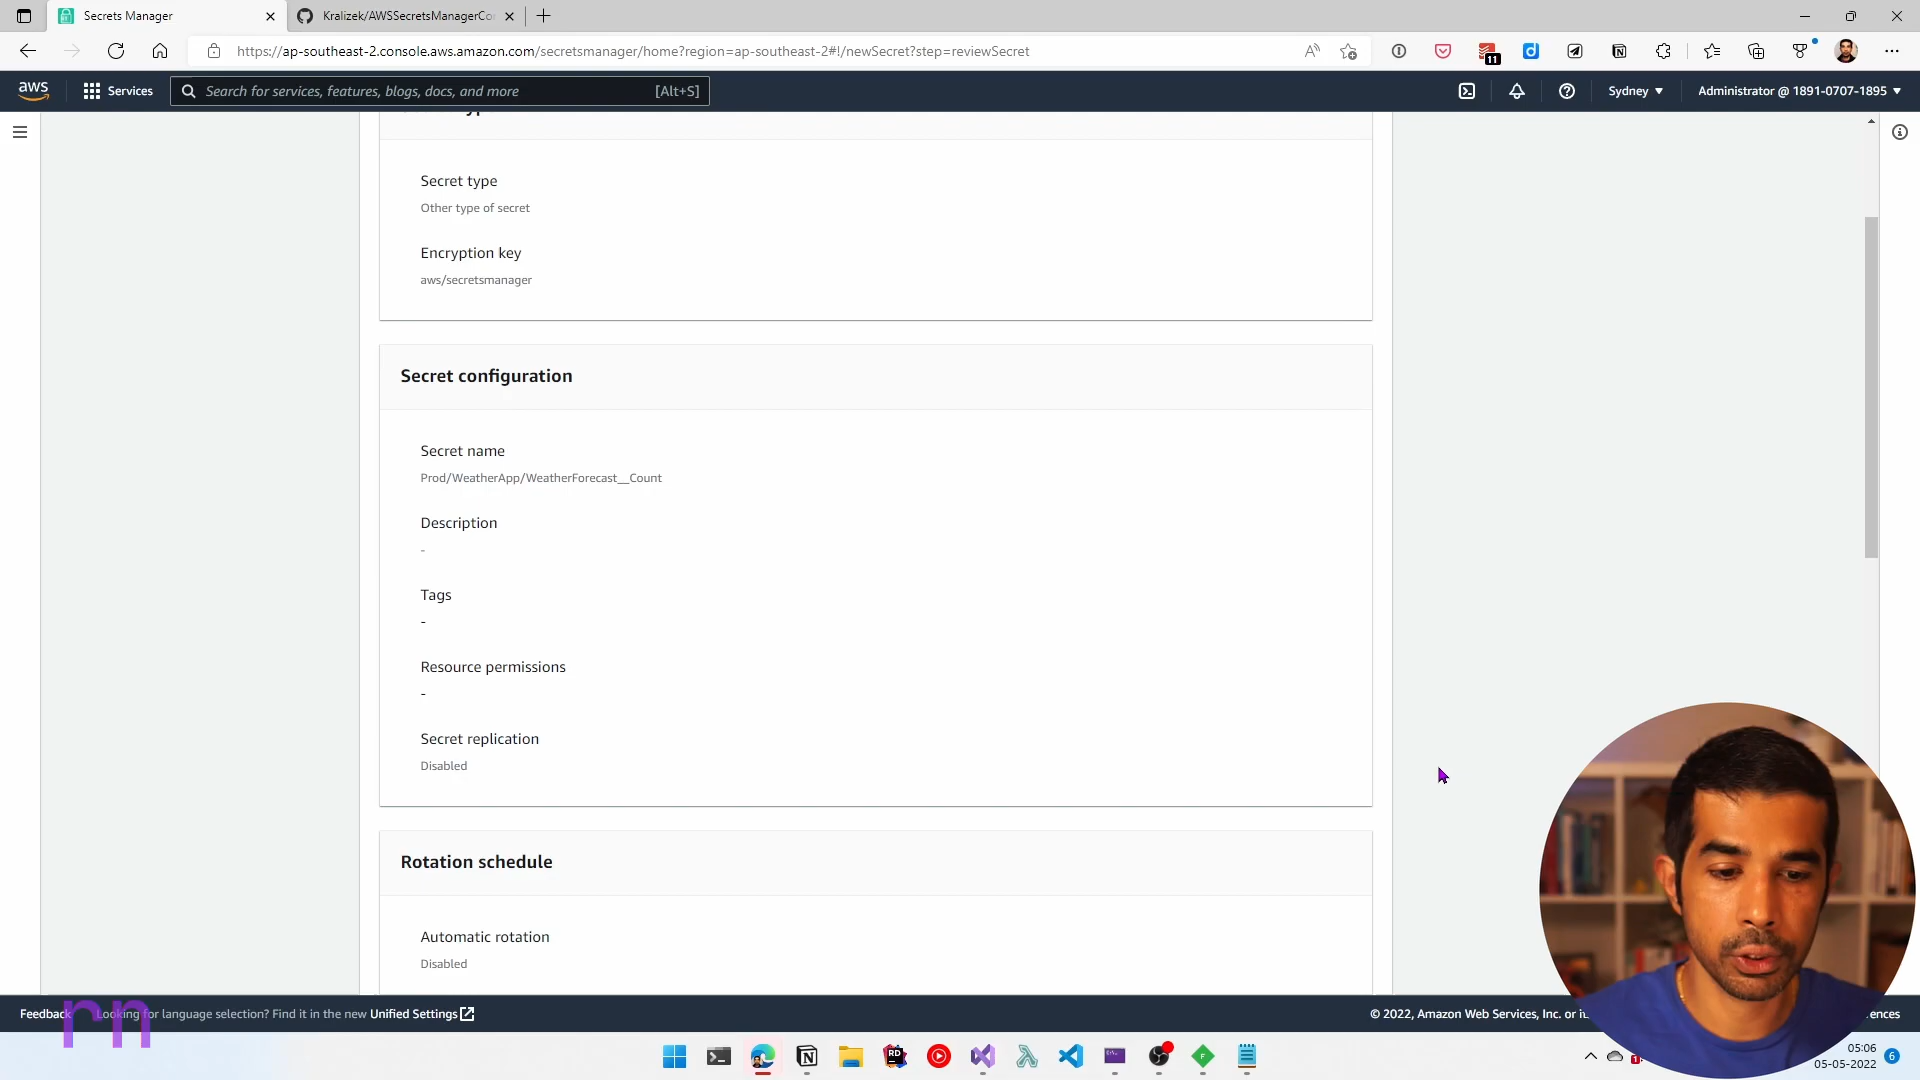 Secrets Manager
Kralizek/AWSSecretsManagerCo
https://ap-southeast-2.console.aws.amazon.com/secretsmanager/home?region=ap-southeast-2#!/newSecret?step=reviewSecret
11
aws
Services
Search for services, features, blogs, docs, and more
[Alt+S]
Sydney
Administrator @ 1891-0707-1895
Secret type
Other type of secret
Encryption key
aws/secretsmanager
Secret configuration
Secret name
Prod/WeatherApp/WeatherForecast__Count
Description
-
Tags
-
Resource permissions
-
Secret replication
Disabled
Rotation schedule
Automatic rotation
Disabled
Feedback
Looking for language selection? Find it in the new Unified Settings
© 2022, Amazon Web Services, Inc. or
rn
05:06
05-05-2022
6